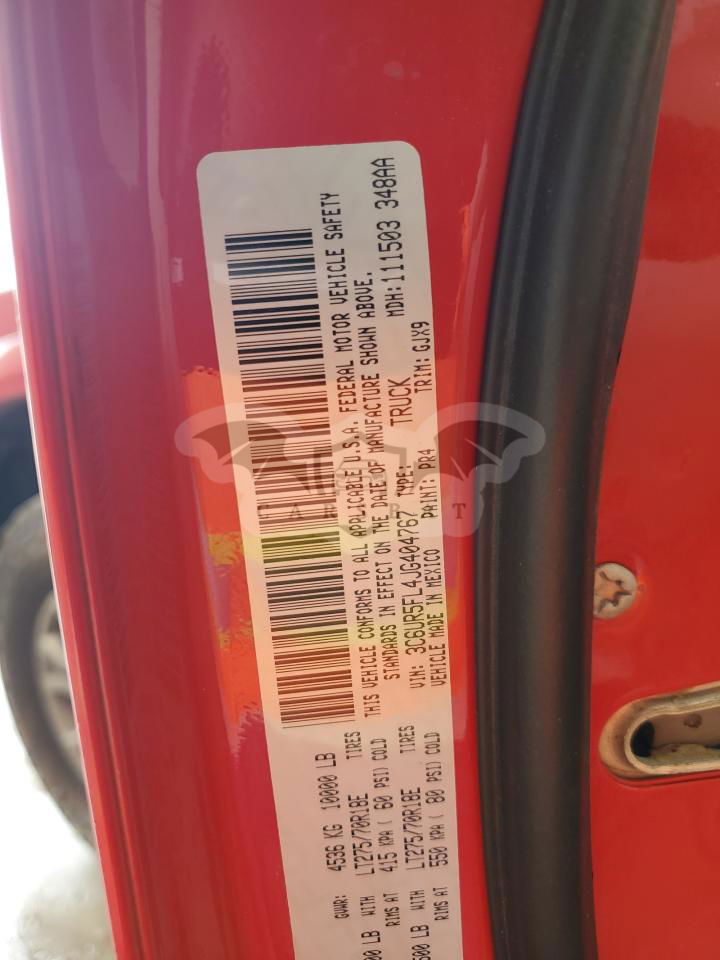 GVWR: 4536 KG 10000 LB
00 LB WITH LT275/70R18E TIRES
RIMS AT 415 KPA ( 60 PSI) COLD
500 LB WITH LT275/70R18E TIRES
RIMS AT 550 KPA ( 80 PSI) COLD
THIS VEHICLE CONFORMS TO ALL APPLICABLE U.S.A. FEDERAL MOTOR VEHICLE SAFETY
STANDARDS IN EFFECT ON THE DATE OF MANUFACTURE SHOWN ABOVE.
VIN: 3C6UR5FL4JG404767 TYPE: TRUCK MDH:111503 348AA
VEHICLE MADE IN MEXICO PAINT: PR4 TRIM: GJX9